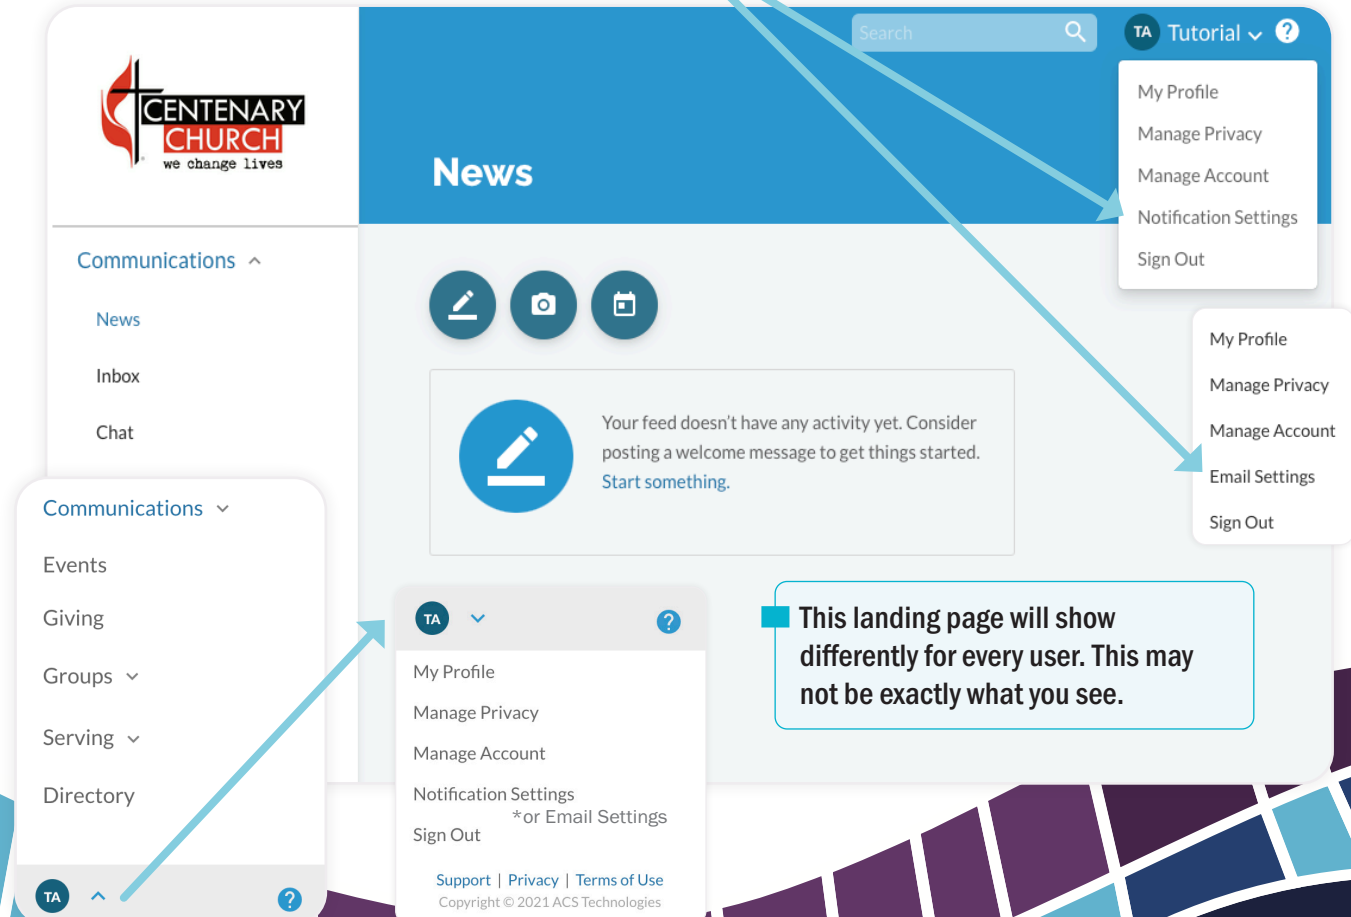 Search
TA Tutorial ?
CENTENARY
CHURCH
we change lives
News
My Profile
Manage Privacy
Manage Account
Notification Settings
Sign Out
Communications
News
Inbox
Chat
My Profile
Manage Privacy
Manage Account
Email Settings
Sign Out
Your feed doesn't have any activity yet. Consider
posting a welcome message to get things started.
Start something.
Communications
Events
Giving
Groups
Serving
Directory
TA ?
TA ?
My Profile
Manage Privacy
Manage Account
Notification Settings
*or Email Settings
Sign Out
Support | Privacy | Terms of Use
Copyright © 2021 ACS Technologies
This landing page will show
differently for every user. This may
not be exactly what you see.